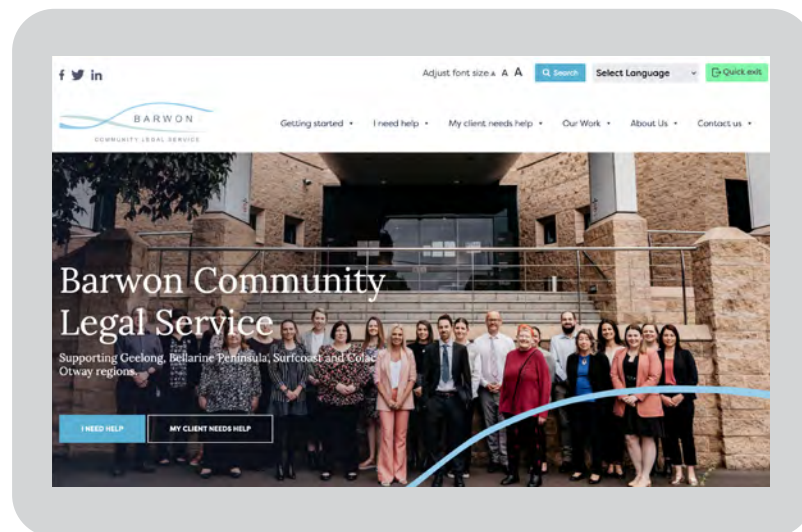 Adjust font size: A A A
Search
Select Language
Quick exit
BARWON
COMMUNITY LEGAL SERVICE
Getting started
I need help
My client needs help
Our Work
About Us
Contact us
Barwon Community
Legal Service
Supporting Geelong, Bellarine Peninsula, Surfcoast and Colac
Otway regions.
I NEED HELP
MY CLIENT NEEDS HELP